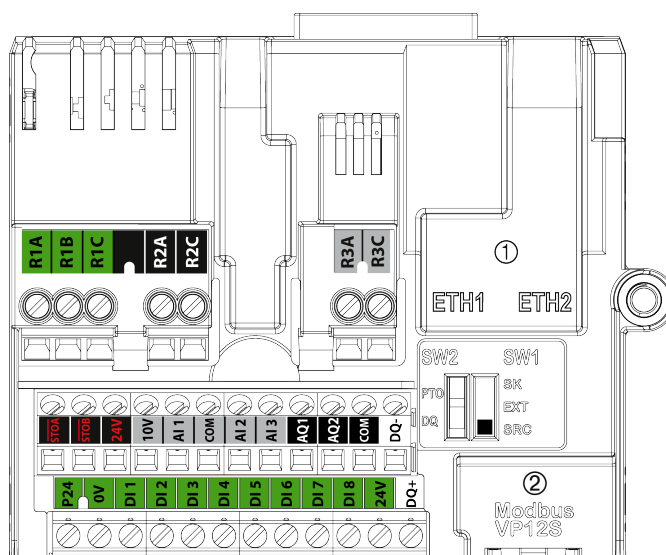 R1A R1B R1C R2A R2C R3A R3C
①
ETH1 ETH2
SW2 SW1
PTO SK
EXT
DQ SRC
STOA STOB 24V 10V AI1 COM AI2 AI3 AQ1 AQ2 COM DQ-
P24 0V DI1 DI2 DI3 DI4 DI5 DI6 DI7 DI8 24V DQ+
②
Modbus
VP12S